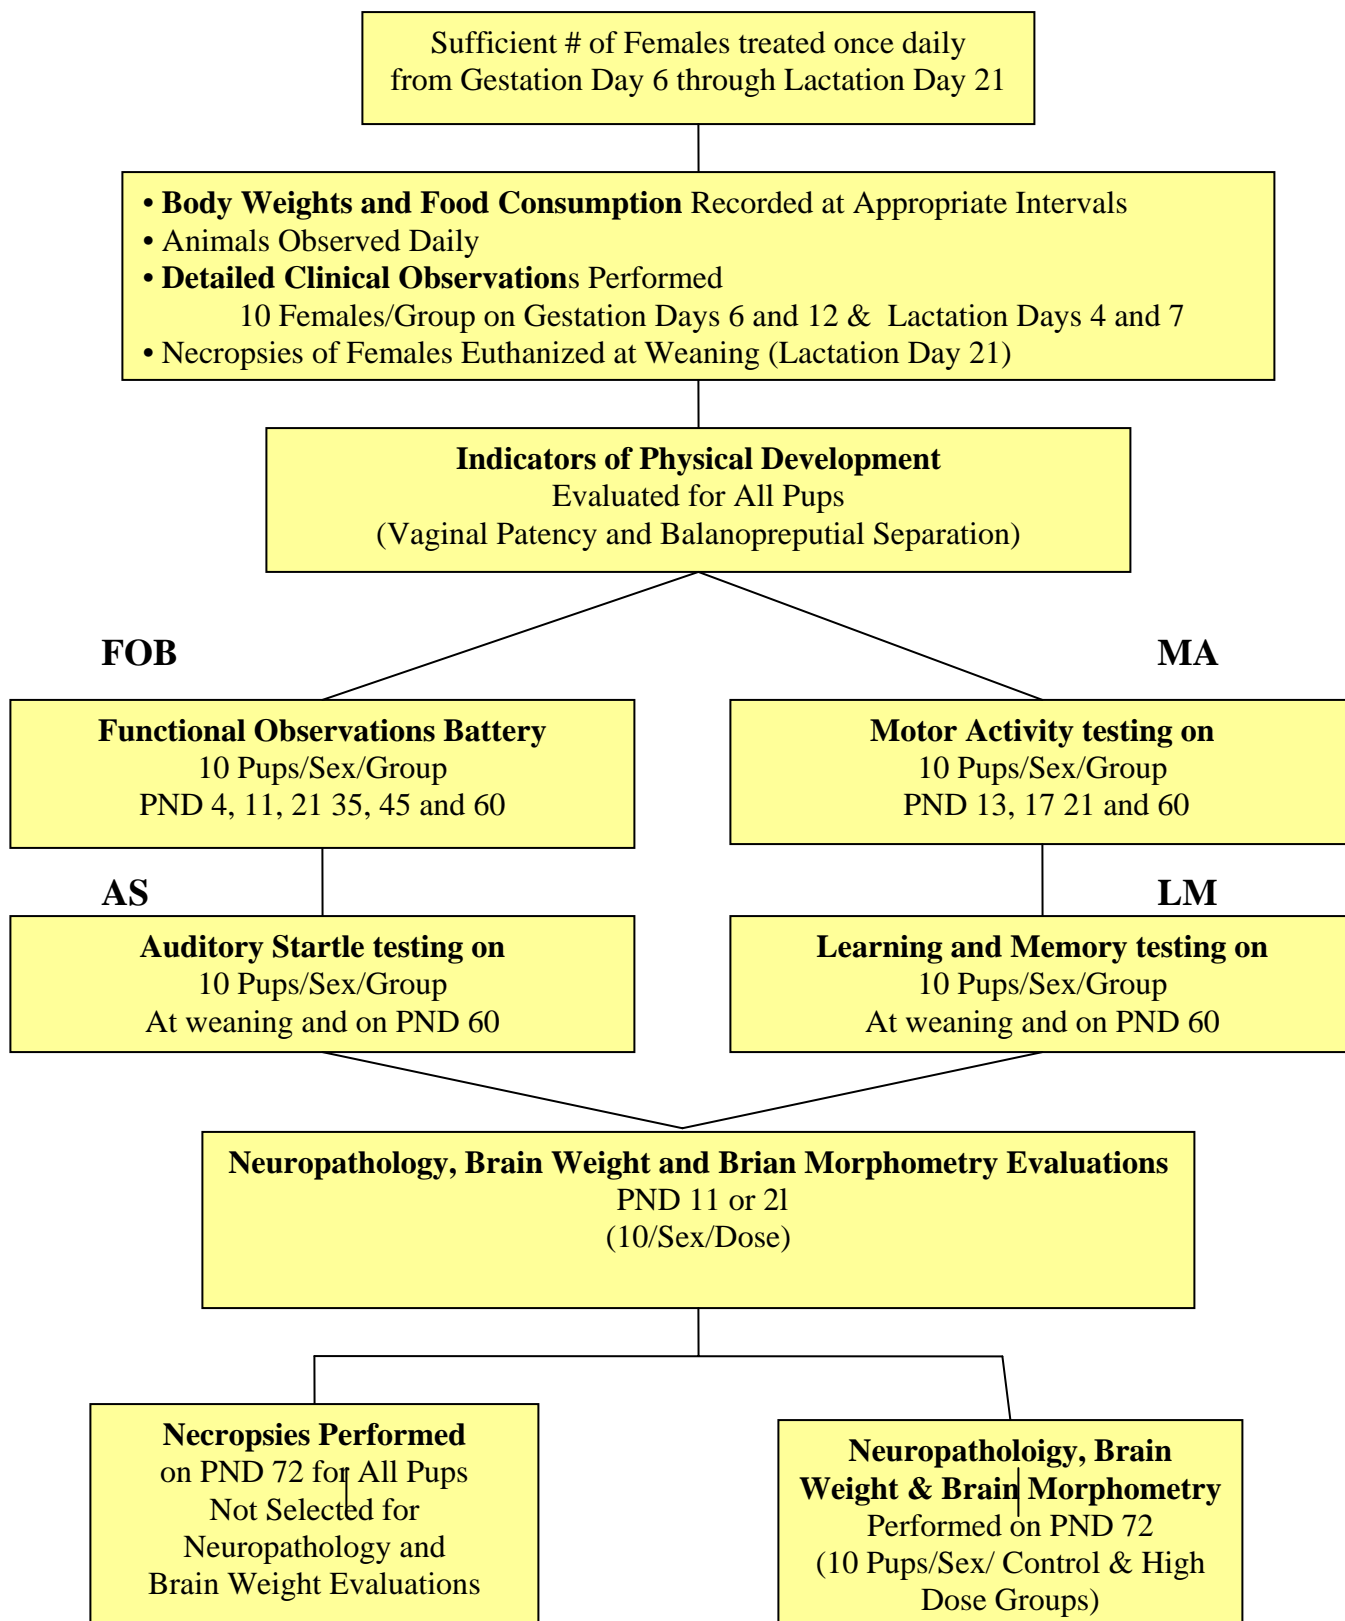 Sufficient # of Females treated once daily
from Gestation Day 6 through Lactation Day 21
• Body Weights and Food Consumption Recorded at Appropriate Intervals
• Animals Observed Daily
• Detailed Clinical Observations Performed
10 Females/Group on Gestation Days 6 and 12 & Lactation Days 4 and 7
• Necropsies of Females Euthanized at Weaning (Lactation Day 21)
Indicators of Physical Development
Evaluated for All Pups
(Vaginal Patency and Balanopreputial Separation)
FOB
MA
Functional Observations Battery
10 Pups/Sex/Group
PND 4, 11, 21 35, 45 and 60
Motor Activity testing on
10 Pups/Sex/Group
PND 13, 17 21 and 60
AS
LM
Auditory Startle testing on
10 Pups/Sex/Group
At weaning and on PND 60
Learning and Memory testing on
10 Pups/Sex/Group
At weaning and on PND 60
Neuropathology, Brain Weight and Brian Morphometry Evaluations
PND 11 or 2l
(10/Sex/Dose)
Necropsies Performed
on PND 72 for All Pups
Not Selected for
Neuropathology and
Brain Weight Evaluations
Neuropatholoigy, Brain
Weight & Brain Morphometry
Performed on PND 72
(10 Pups/Sex/ Control & High
Dose Groups)